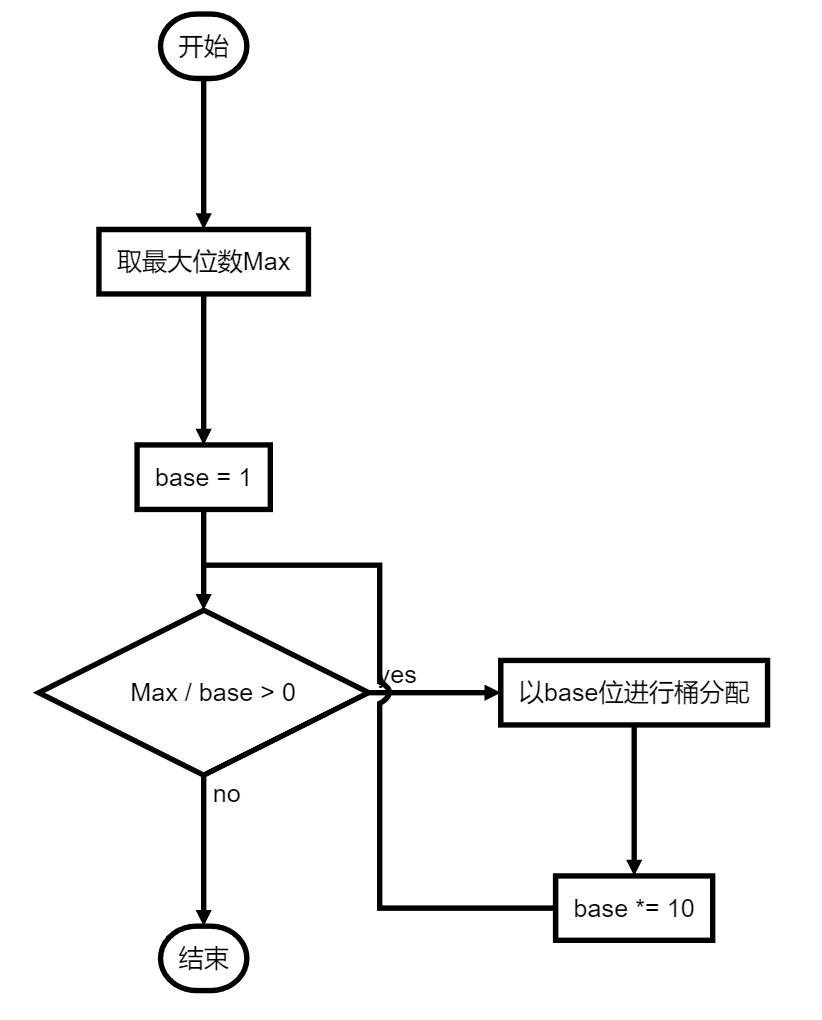 开始
取最大位数Max
base = 1
Max / base > 0
yes
以base位进行桶分配
no
base *= 10
结束